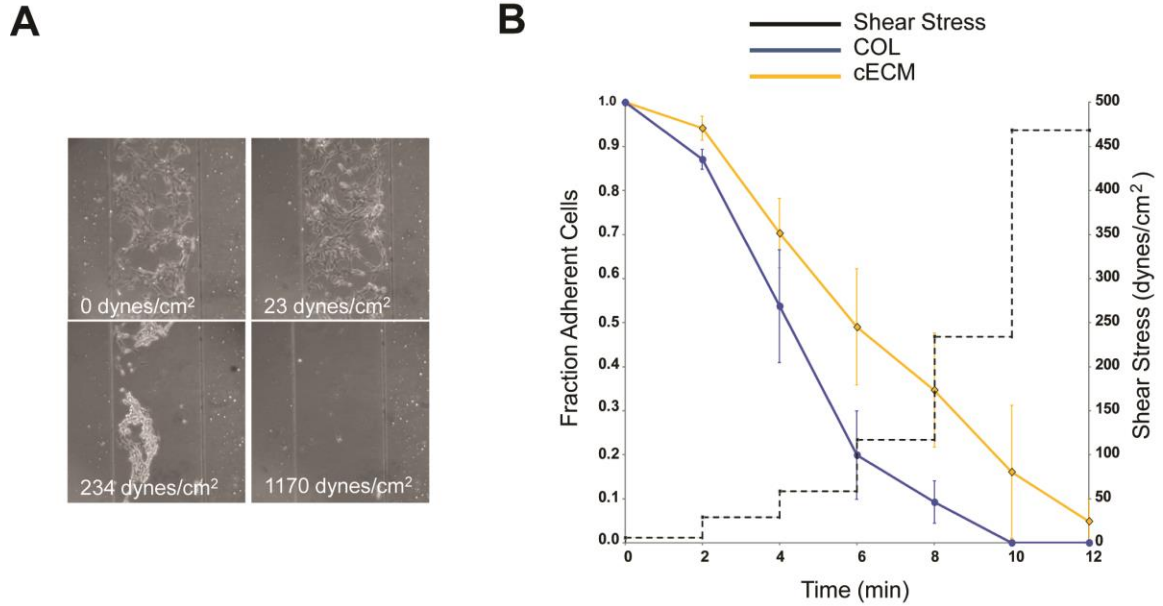 A
0 dynes/cm²
23 dynes/cm²
234 dynes/cm²
1170 dynes/cm²
B
Shear Stress
COL
cECM
Fraction Adherent Cells
1.0
0.9
0.8
0.7
0.6
0.5
0.4
0.3
0.2
0.1
0.0
0 2 4 6 8 10 12
Time (min)
500
450
400
350
300
250
200
150
100
50
0
Shear Stress (dynes/cm²)